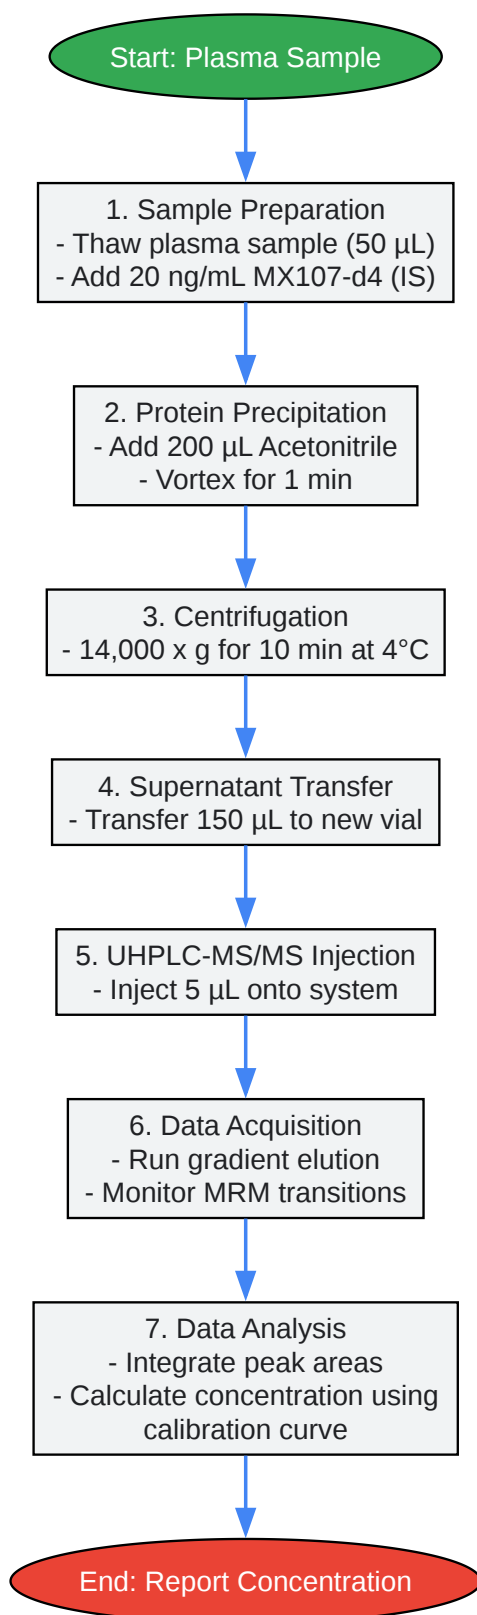 Start: Plasma Sample
1. Sample Preparation
- Thaw plasma sample (50 µL)
- Add 20 ng/mL MX107-d4 (IS)
2. Protein Precipitation
- Add 200 µL Acetonitrile
- Vortex for 1 min
3. Centrifugation
- 14,000 x g for 10 min at 4°C
4. Supernatant Transfer
- Transfer 150 µL to new vial
5. UHPLC-MS/MS Injection
- Inject 5 µL onto system
6. Data Acquisition
- Run gradient elution
- Monitor MRM transitions
7. Data Analysis
- Integrate peak areas
- Calculate concentration using
calibration curve
End: Report Concentration